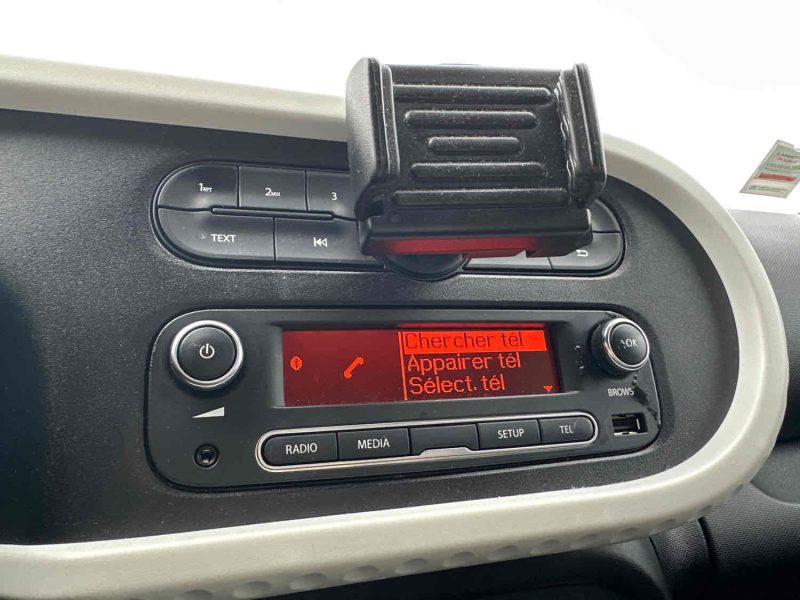 1RPT
2MIX
3
TEXT
Chercher tél
Appairer tél
Sélect. tél
OK
BROWS
RADIO
MEDIA
SETUP
TEL